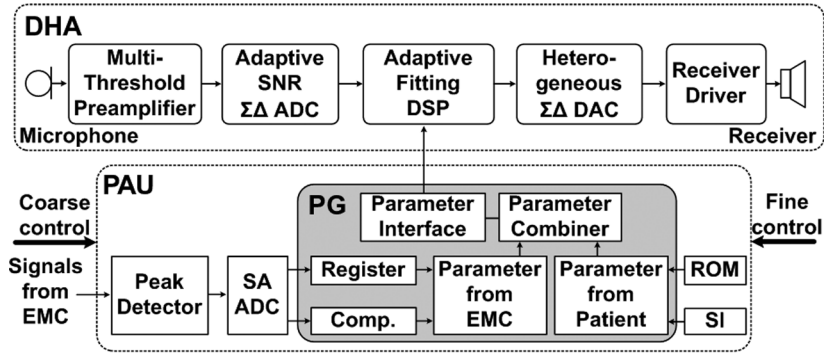 DHA
Microphone
Multi-
Threshold
Preamplifier
Adaptive
SNR
ΣΔ ADC
Adaptive
Fitting
DSP
Hetero-
geneous
ΣΔ DAC
Receiver
Driver
Receiver
PAU
Coarse
control
Fine
control
PG
Parameter
Interface
Parameter
Combiner
Signals
from
EMC
Peak
Detector
SA
ADC
Register
Comp.
Parameter
from
EMC
Parameter
from
Patient
ROM
SI